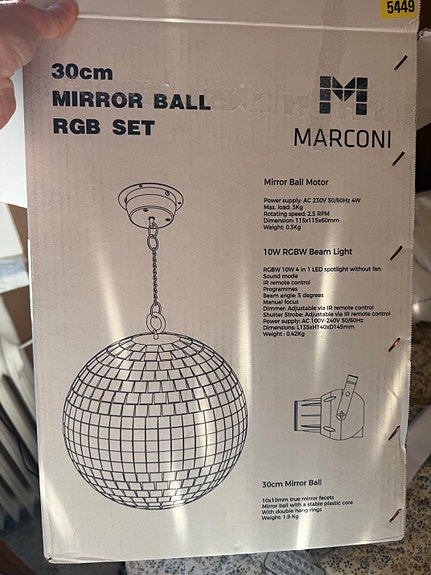 5449
30cm
MIRROR BALL
RGB SET
MARCONI
Mirror Ball Motor
Power supply: AC 230V 50/60Hz 4W
Max. load: 3Kg
Rotating speed: 2.5 RPM
Dimension: 115x115x60mm
Weight: 0.3Kg
10W RGBW Beam Light
RGBW 10W 4 in 1 LED spotlight without fan.
Sound mode
IR remote control
Programmes
Beam angle: 5 degrees
Manual focus
Dimmer: Adjustable via IR remote control
Shutter Strobe: Adjustable via IR remote control
Power supply: AC 100V-240V 50/60Hz
Dimensions: L135xH140xD145mm
Weight : 0.42Kg
30cm Mirror Ball
10x10mm true mirror facets
Mirror ball with a stable plastic core
With double hang rings
Weight: 1.9 Kg